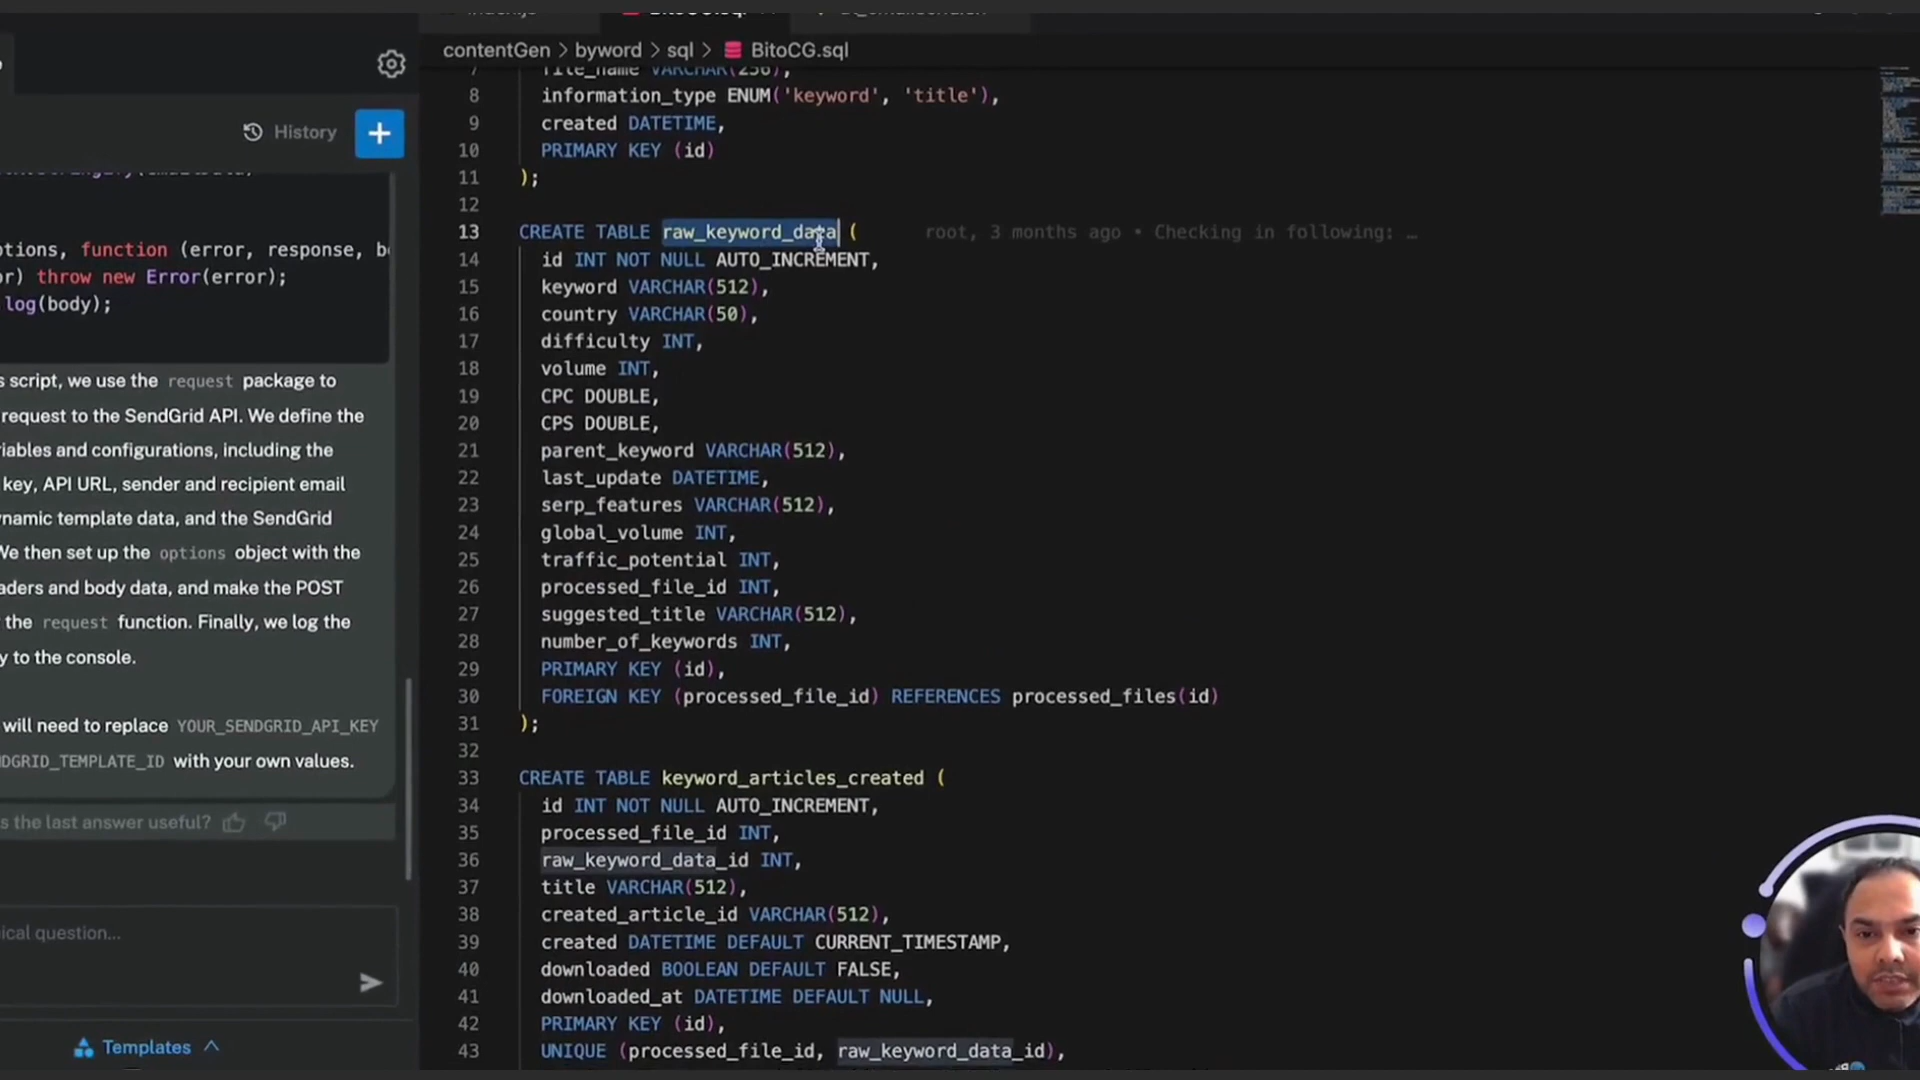 contentGen > byword > sql > BitoCG.sql
History
+
otions, function (error, response, b
or) throw new Error(error);
log(body);
s script, we use the request package to
request to the SendGrid API. We define the
iables and configurations, including the
key, API URL, sender and recipient email
ynamic template data, and the SendGrid
We then set up the options object with the
aders and body data, and make the POST
the request function. Finally, we log the
y to the console.
will need to replace YOUR_SENDGRID_API_KEY
NDGRID_TEMPLATE_ID with your own values.
s the last answer useful?
ical question...
Templates
7 file_name VARCHAR(256),
8 information_type ENUM('keyword', 'title'),
9 created DATETIME,
10 PRIMARY KEY (id)
11 );
12
13 CREATE TABLE raw_keyword_data ( root, 3 months ago • Checking in following: …
14 id INT NOT NULL AUTO_INCREMENT,
15 keyword VARCHAR(512),
16 country VARCHAR(50),
17 difficulty INT,
18 volume INT,
19 CPC DOUBLE,
20 CPS DOUBLE,
21 parent_keyword VARCHAR(512),
22 last_update DATETIME,
23 serp_features VARCHAR(512),
24 global_volume INT,
25 traffic_potential INT,
26 processed_file_id INT,
27 suggested_title VARCHAR(512),
28 number_of_keywords INT,
29 PRIMARY KEY (id),
30 FOREIGN KEY (processed_file_id) REFERENCES processed_files(id)
31 );
32
33 CREATE TABLE keyword_articles_created (
34 id INT NOT NULL AUTO_INCREMENT,
35 processed_file_id INT,
36 raw_keyword_data_id INT,
37 title VARCHAR(512),
38 created_article_id VARCHAR(512),
39 created DATETIME DEFAULT CURRENT_TIMESTAMP,
40 downloaded BOOLEAN DEFAULT FALSE,
41 downloaded_at DATETIME DEFAULT NULL,
42 PRIMARY KEY (id),
43 UNIQUE (processed_file_id, raw_keyword_data_id),